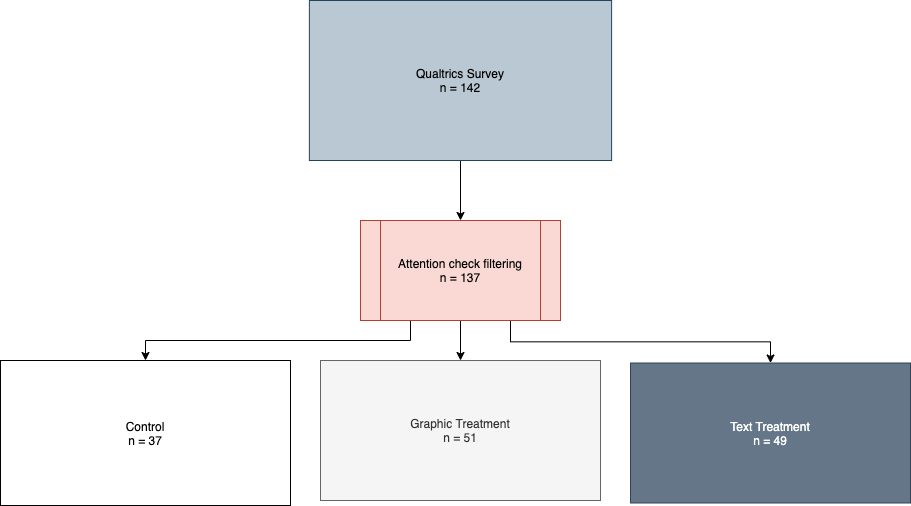 Qualtrics Survey
n = 142
Attention check filtering
n = 137
Control
n = 37
Graphic Treatment
n = 51
Text Treatment
n = 49